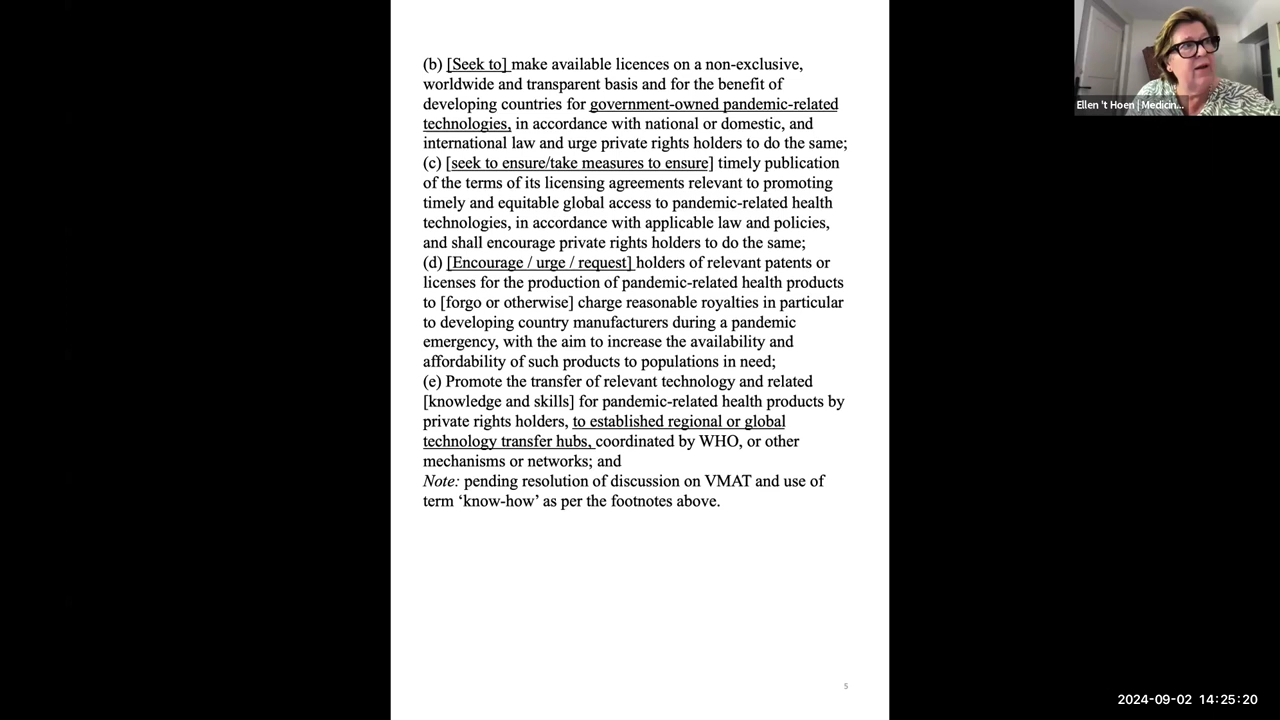 (b) [Seek to] make available licences on a non-exclusive,
worldwide and transparent basis and for the benefit of
developing countries for government-owned pandemic-related
technologies, in accordance with national or domestic, and
international law and urge private rights holders to do the same;
(c) [seek to ensure/take measures to ensure] timely publication
of the terms of its licensing agreements relevant to promoting
timely and equitable global access to pandemic-related health
technologies, in accordance with applicable law and policies,
and shall encourage private rights holders to do the same;
(d) [Encourage / urge / request] holders of relevant patents or
licenses for the production of pandemic-related health products
to [forgo or otherwise] charge reasonable royalties in particular
to developing country manufacturers during a pandemic
emergency, with the aim to increase the availability and
affordability of such products to populations in need;
(e) Promote the transfer of relevant technology and related
[knowledge and skills] for pandemic-related health products by
private rights holders, to established regional or global
technology transfer hubs, coordinated by WHO, or other
mechanisms or networks; and
Note: pending resolution of discussion on VMAT and use of
term ‘know-how’ as per the footnotes above.
5
Ellen 't Hoen | Medicin...
2024-09-02 14:25:20